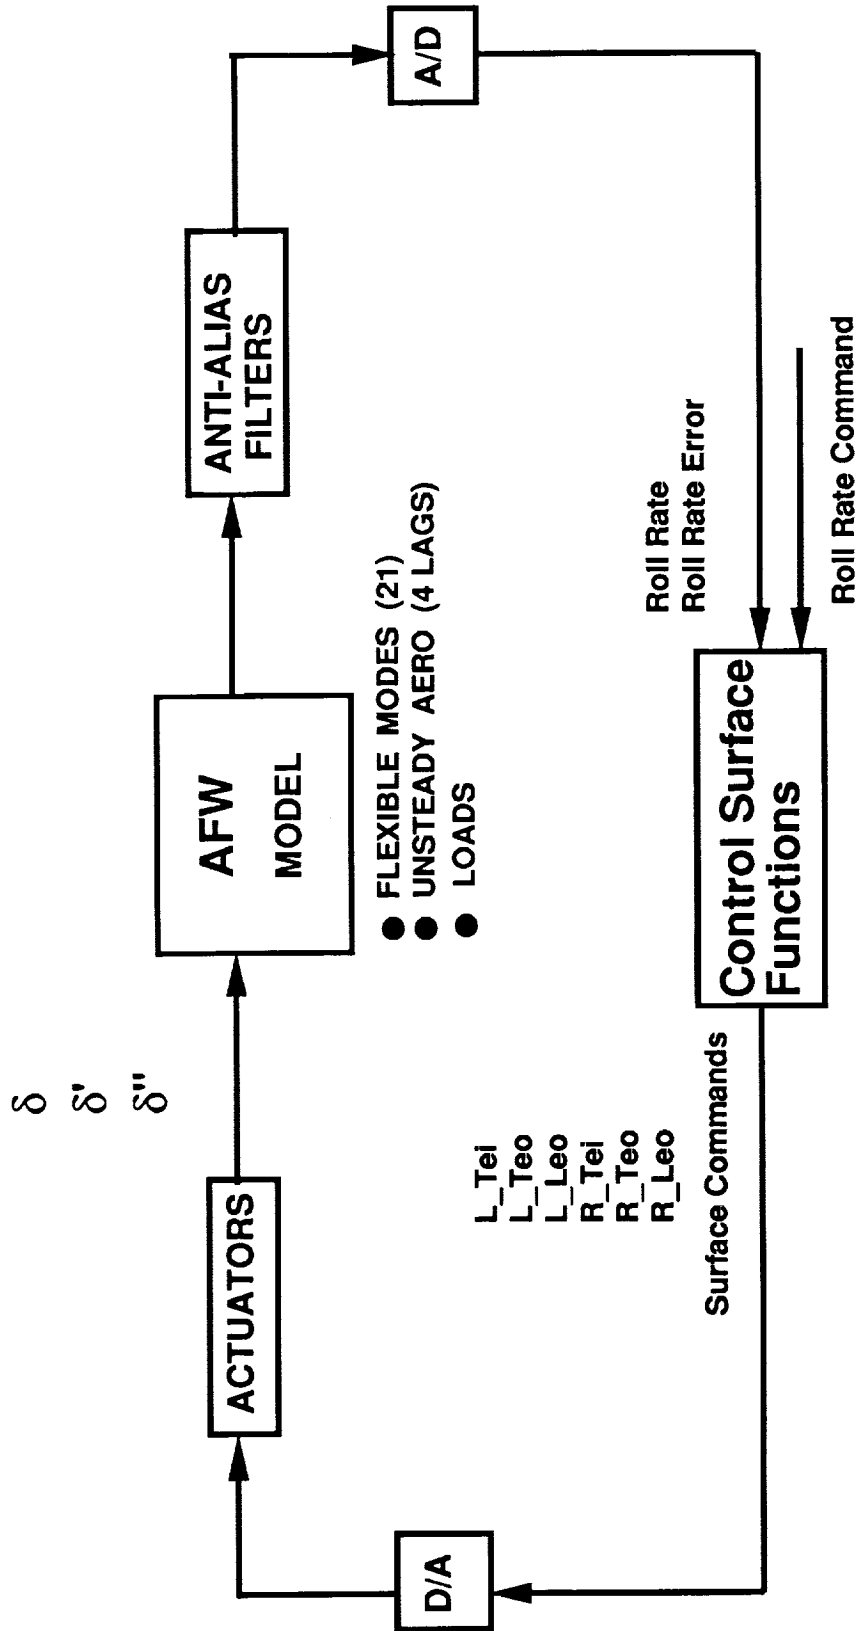 δ
δ'
δ"
ACTUATORS
AFW
MODEL
ANTI-ALIAS
FILTERS
● FLEXIBLE MODES (21)
● UNSTEADY AERO (4 LAGS)
● LOADS
D/A
A/D
L_Tei
L_Teo
L_Leo
R_Tei
R_Teo
R_Leo
Surface Commands
Control Surface
Functions
Roll Rate
Roll Rate Error
Roll Rate Command